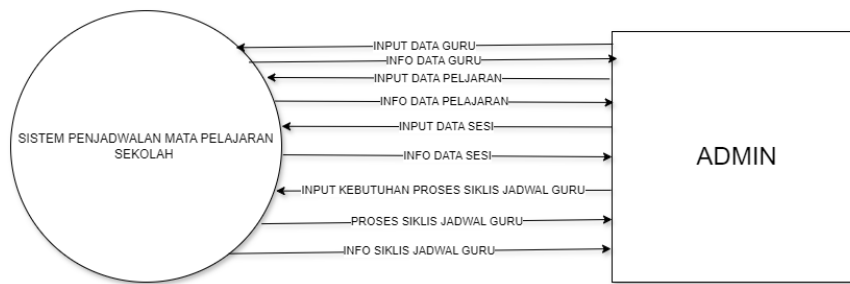 INPUT DATA GURU
INFO DATA GURU
INPUT DATA PELJARAN
INFO DATA PELAJARAN
INPUT DATA SESI
INFO DATA SESI
INPUT KEBUTUHAN PROSES SIKLIS JADWAL GURU
PROSES SIKLIS JADWAL GURU
INFO SIKLIS JADWAL GURU
SISTEM PENJADWALAN MATA PELAJARAN
SEKOLAH
ADMIN